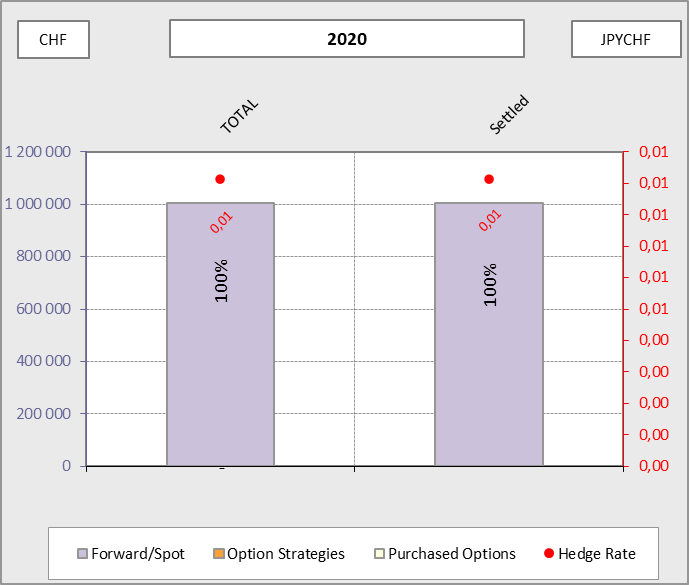 CHF
2020
JPYCHF
TOTAL
Settled
1 200 000
1 000 000
800 000
600 000
400 000
200 000
0
0,01
100%
0,01
100%
0,01
0,01
0,01
0,01
0,01
0,01
0,00
0,00
0,00
0,00
0,00
Forward/Spot
Option Strategies
Purchased Options
Hedge Rate